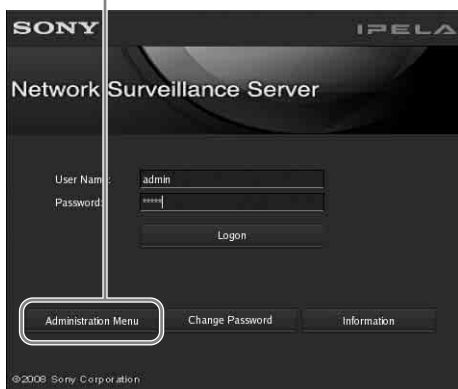 SONY IPELA
Network Surveillance Server
User Name:
admin
Password:
*****
Logon
Administration Menu Change Password Information
©2008 Sony Corporation